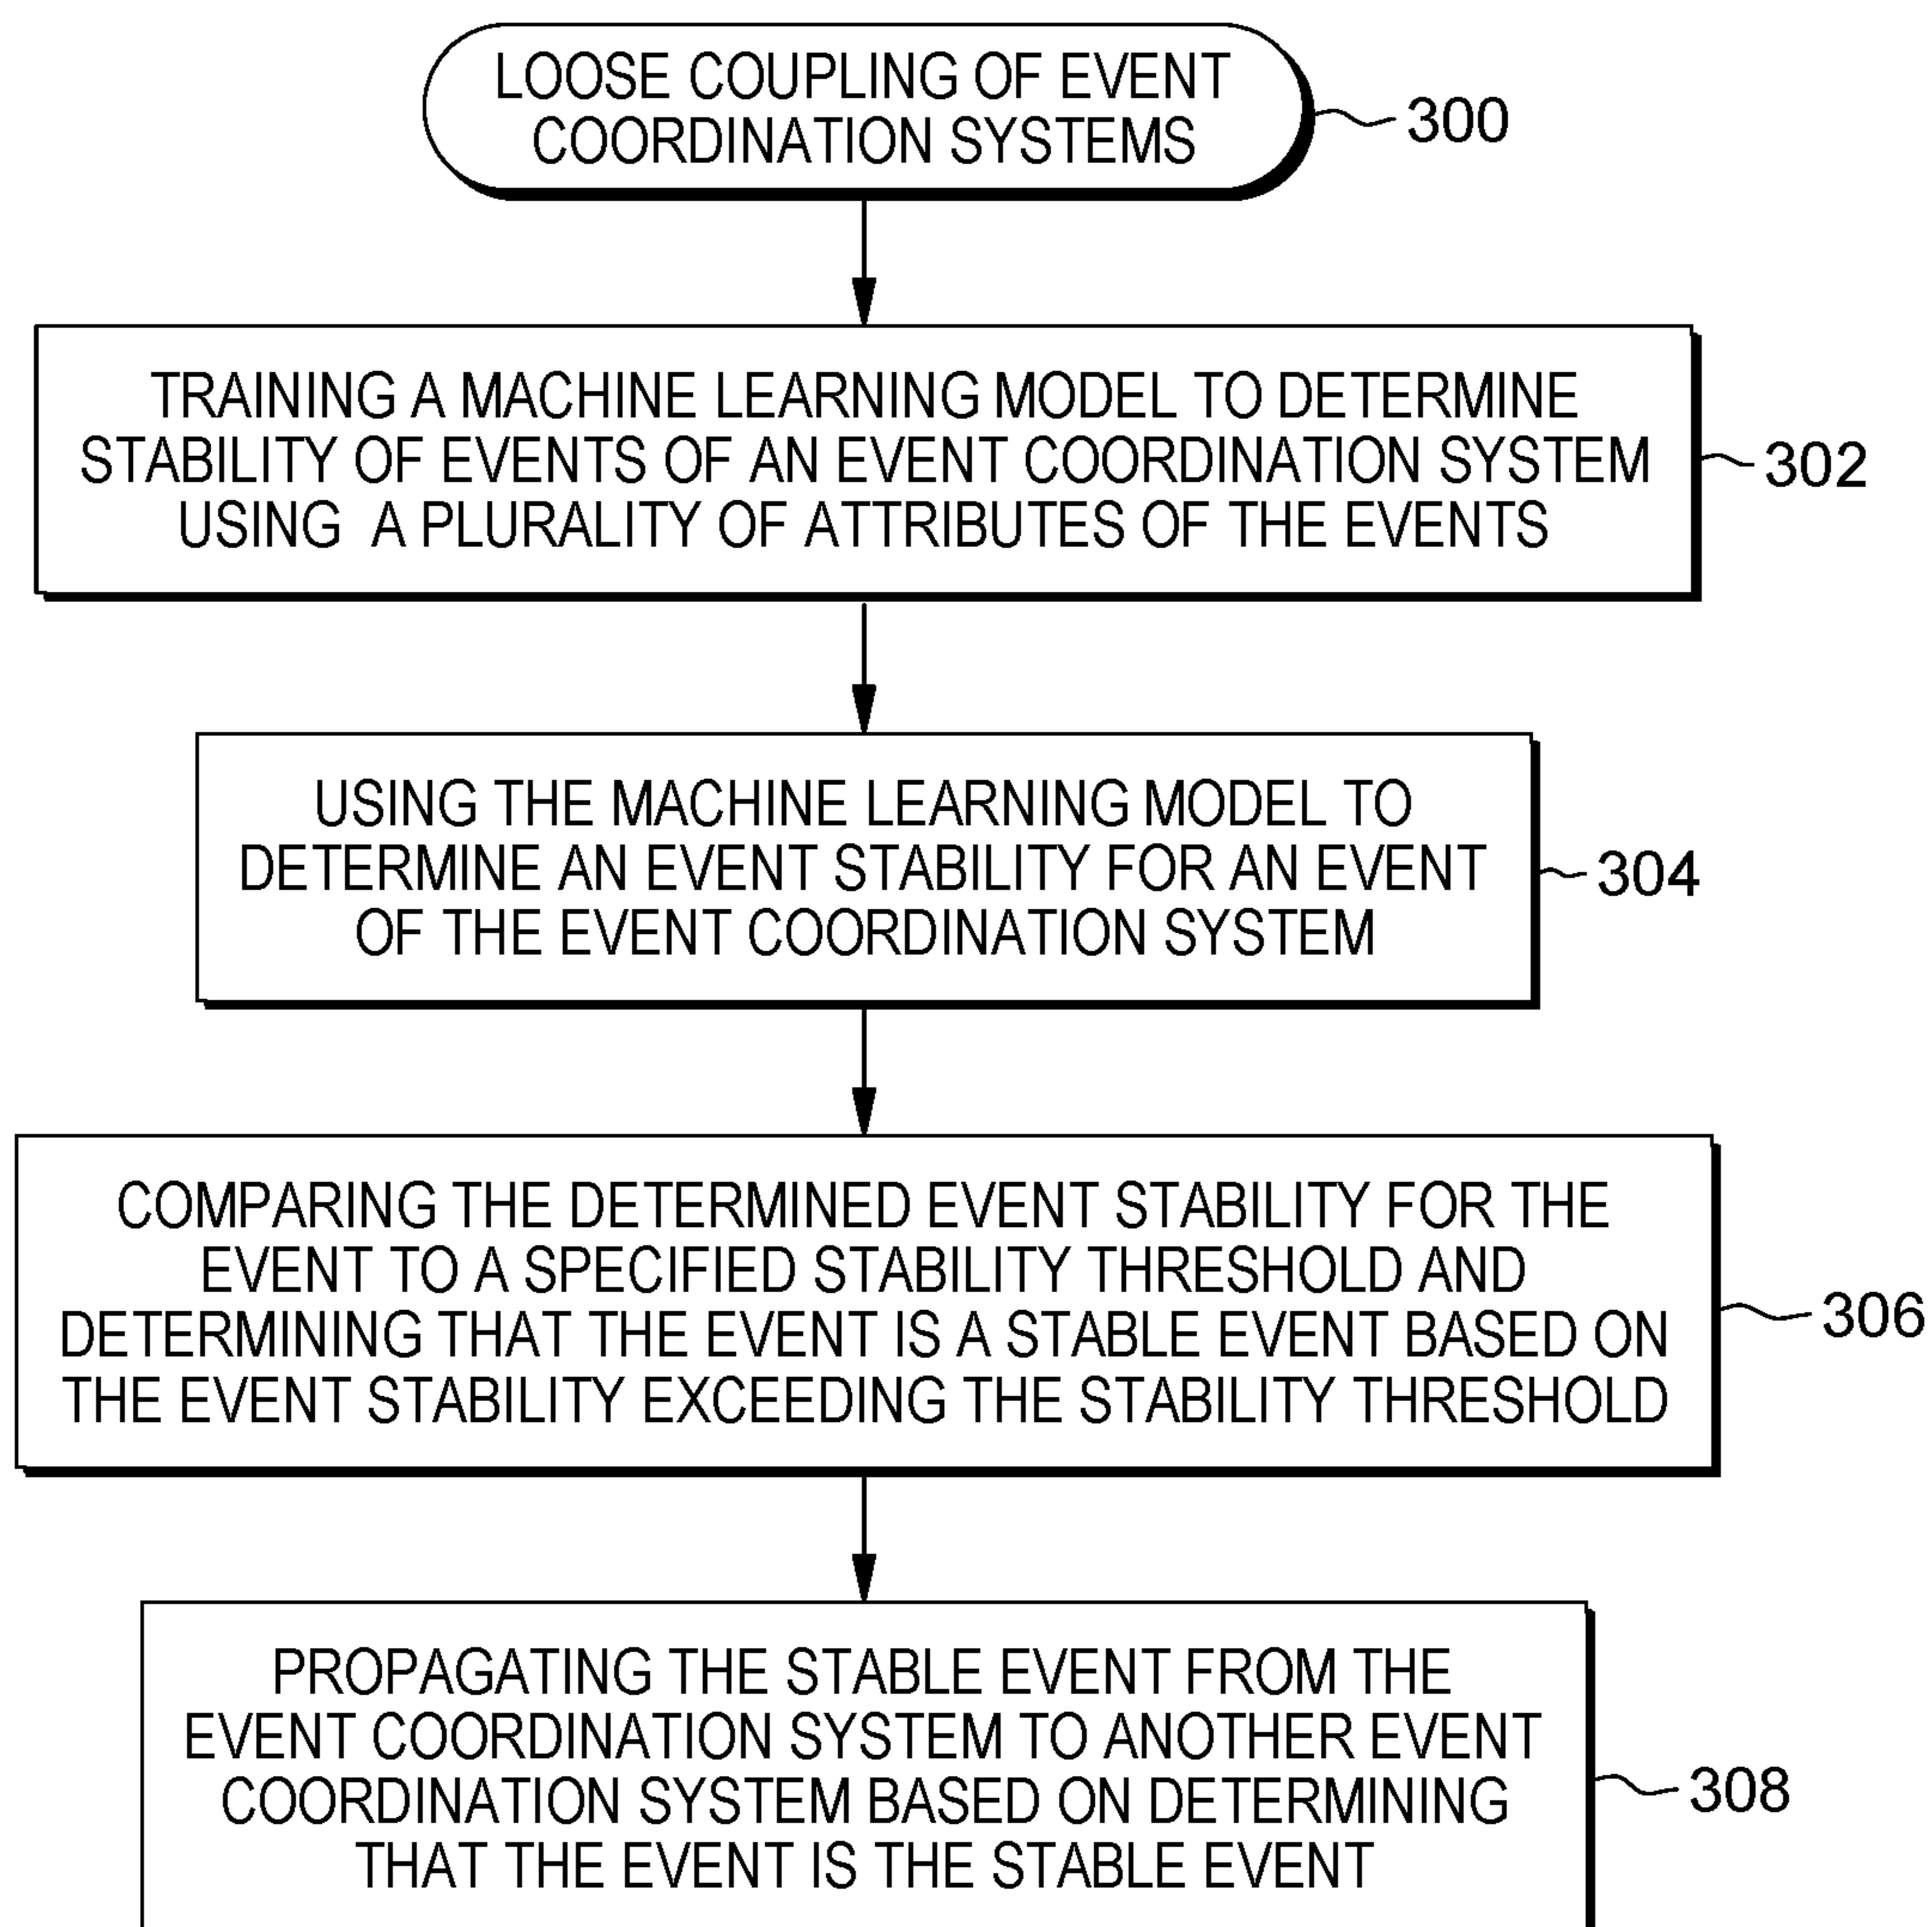 LOOSE COUPLING OF EVENT
COORDINATION SYSTEMS
300
TRAINING A MACHINE LEARNING MODEL TO DETERMINE
STABILITY OF EVENTS OF AN EVENT COORDINATION SYSTEM
USING A PLURALITY OF ATTRIBUTES OF THE EVENTS
302
USING THE MACHINE LEARNING MODEL TO
DETERMINE AN EVENT STABILITY FOR AN EVENT
OF THE EVENT COORDINATION SYSTEM
304
COMPARING THE DETERMINED EVENT STABILITY FOR THE
EVENT TO A SPECIFIED STABILITY THRESHOLD AND
DETERMINING THAT THE EVENT IS A STABLE EVENT BASED ON
THE EVENT STABILITY EXCEEDING THE STABILITY THRESHOLD
306
PROPAGATING THE STABLE EVENT FROM THE
EVENT COORDINATION SYSTEM TO ANOTHER EVENT
COORDINATION SYSTEM BASED ON DETERMINING
THAT THE EVENT IS THE STABLE EVENT
308